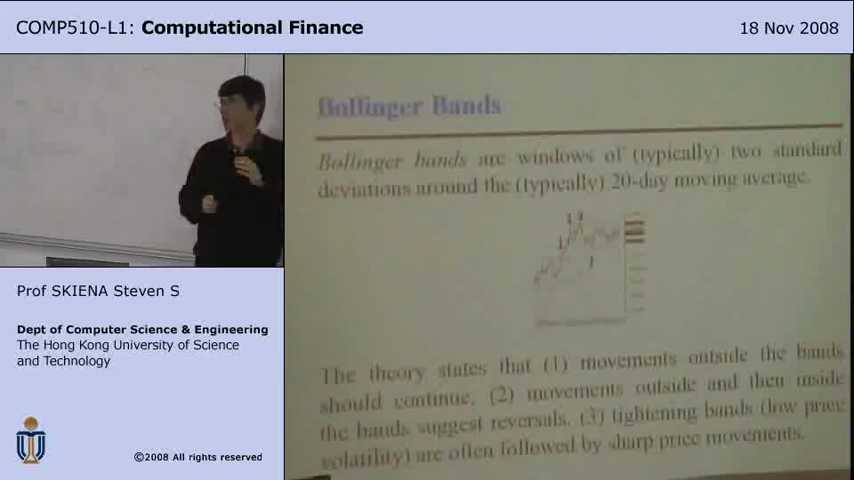 COMP510-L1: Computational Finance
18 Nov 2008
Bollinger Bands
Bollinger bands are windows of (typically) two standard
deviations around the (typically) 20-day moving average.
The theory states that (1) movements outside the bands
should continue, (2) movements outside and then inside
the bands suggest reversals, (3) tightening bands (low price
volatility) are often followed by sharp price movements.
Prof SKIENA Steven S
Dept of Computer Science & Engineering
The Hong Kong University of Science
and Technology
©2008 All rights reserved